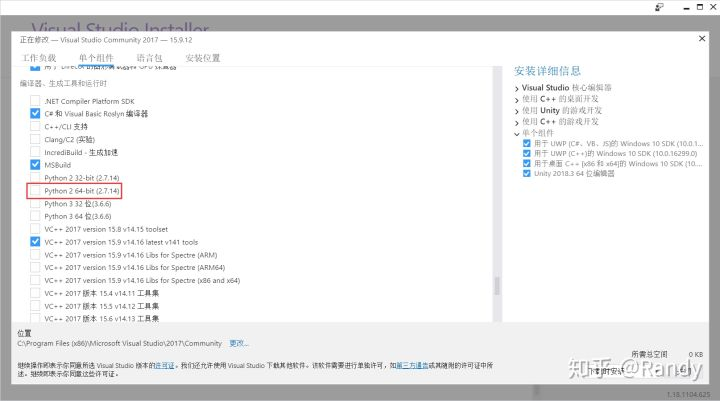 Visual Studio Installer
正在修改 — Visual Studio Community 2017 — 15.9.12
工作负载 单个组件 语言包 安装位置
编译器、生成工具和运行时
.NET Compiler Platform SDK
C# 和 Visual Basic Roslyn 编译器
C++/CLI 支持
Clang/C2 (实验)
IncrediBuild - 生成加速
MSBuild
Python 2 32-bit (2.7.14)
Python 2 64-bit (2.7.14)
Python 3 32 位(3.6.6)
Python 3 64 位(3.6.6)
VC++ 2017 version 15.8 v14.15 toolset
VC++ 2017 version 15.9 v14.16 latest v141 tools
VC++ 2017 version 15.9 v14.16 Libs for Spectre (ARM)
VC++ 2017 version 15.9 v14.16 Libs for Spectre (ARM64)
VC++ 2017 version 15.9 v14.16 Libs for Spectre (x86 and x64)
VC++ 2017 版本 15.4 v14.11 工具集
VC++ 2017 版本 15.5 v14.12 工具集
VC++ 2017 版本 15.6 v14.13 工具集
安装详细信息
Visual Studio 核心编辑器
使用 C++ 的桌面开发
使用 Unity 的游戏开发
使用 C++ 的游戏开发
单个组件
用于 UWP (C#、VB、JS)的 Windows 10 SDK (10.0.1...
用于 UWP (C++)的 Windows 10 SDK (10.0.16299.0)
用于桌面 C++ [x86 和 x64]的 Windows 10 SDK (10.0...
Unity 2018.3 64 位编辑器
位置
C:\Program Files (x86)\Microsoft Visual Studio\2017\Community 更改...
所需总空间 0 KB
继续操作即表示你同意所选 Visual Studio 版本的许可证。我们还允许使用 Visual Studio 下载其他软件。该软件需要进行单独许可，如第三方通告或其随附的许可证中所
述。继续即表示你同意这些许可证。
知乎 @Randy
1.18.1104.625